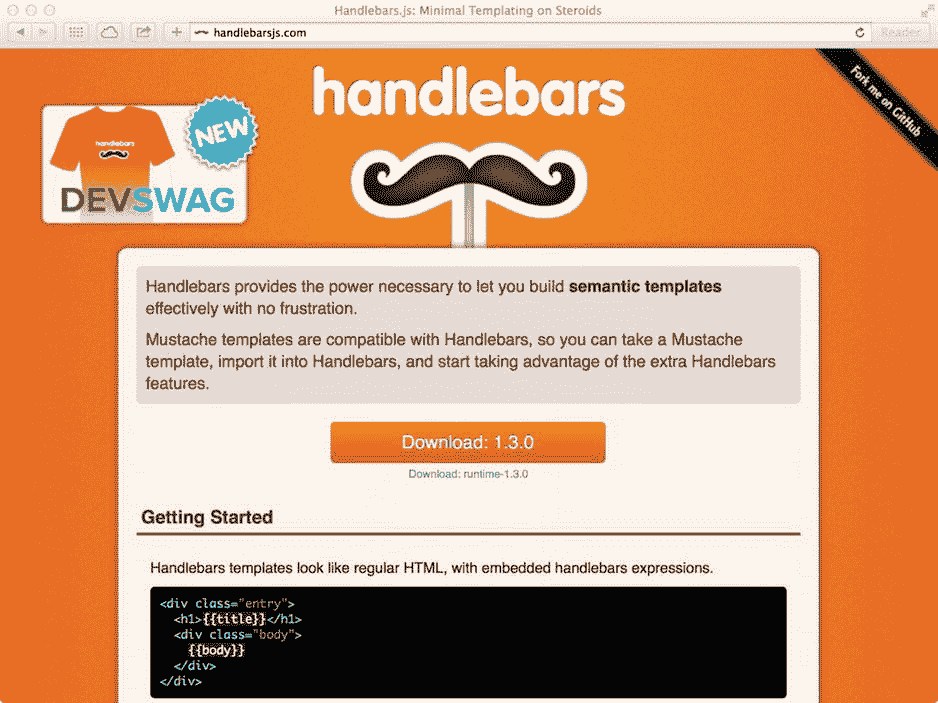 Handlebars.js: Minimal Templating on Steroids
handlebarsjs.com
Reader
handlebars
Fork me on GitHub
handlebars
NEW
DEVSWAG
Handlebars provides the power necessary to let you build semantic templates
effectively with no frustration.
Mustache templates are compatible with Handlebars, so you can take a Mustache
template, import it into Handlebars, and start taking advantage of the extra Handlebars
features.
Download: 1.3.0
Download: runtime-1.3.0
Getting Started
Handlebars templates look like regular HTML, with embedded handlebars expressions.
<div class="entry">
<h1>{{title}}</h1>
<div class="body">
{{body}}
</div>
</div>